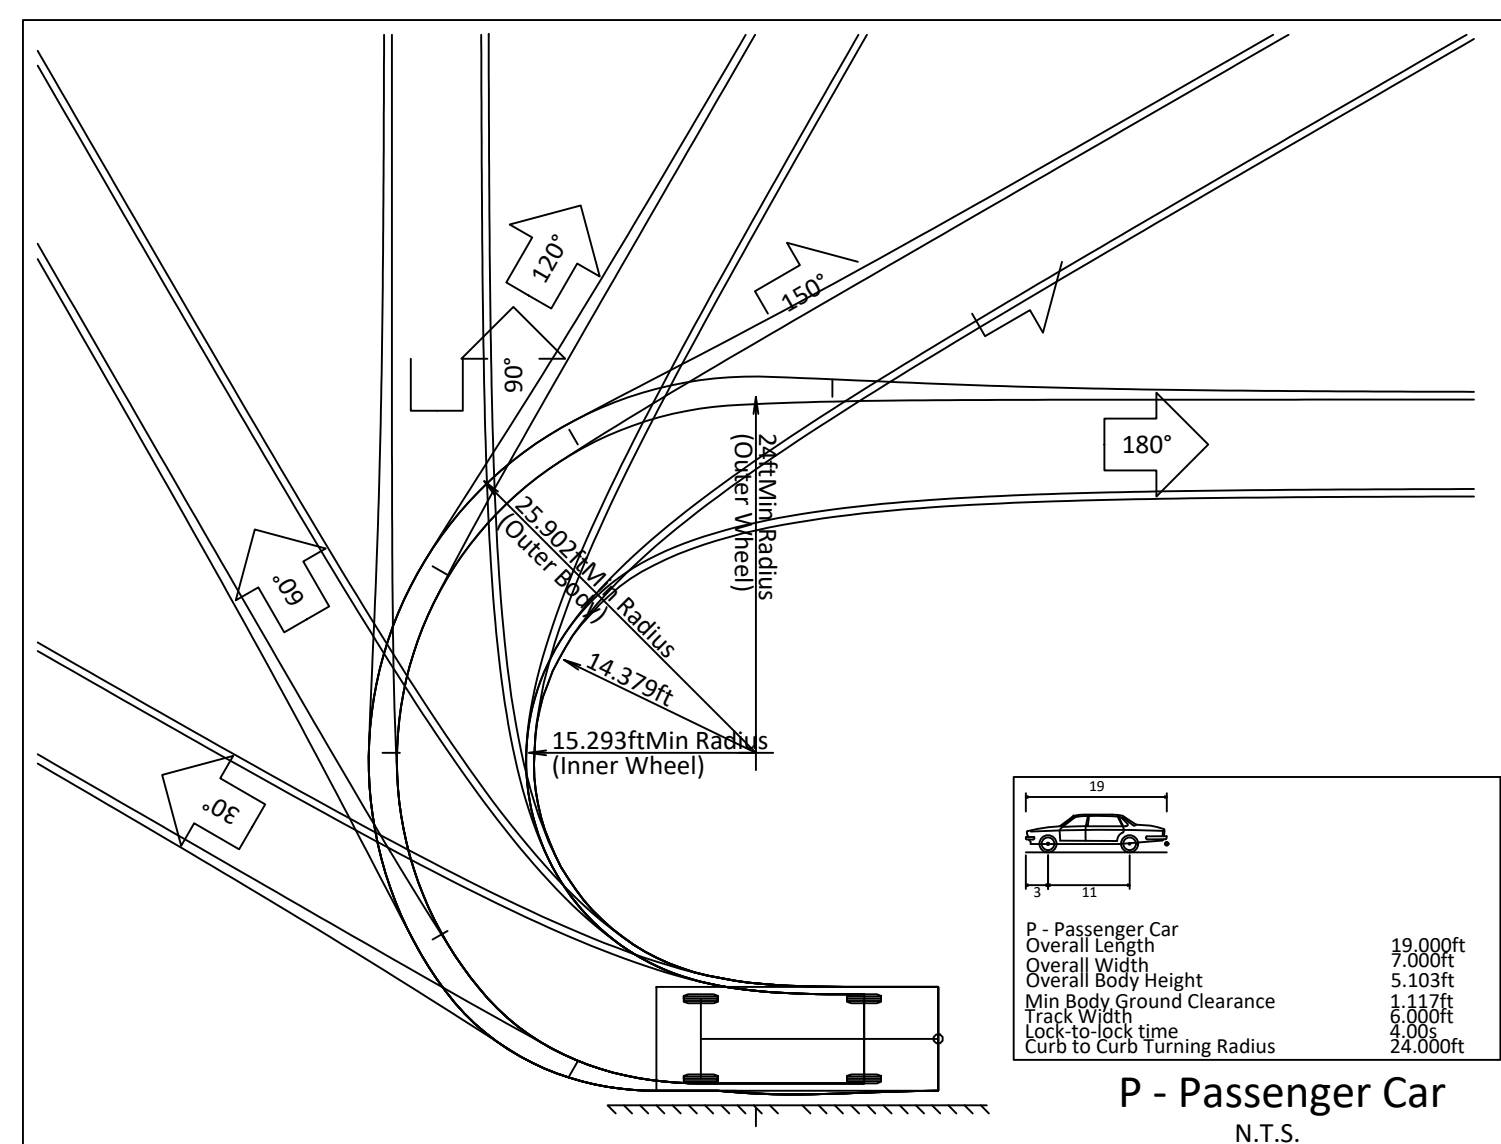 120°
150°
90°
180°
24ftMin Radius
(Outer Wheel)
25.902ftMin Radius
(Outer Body)
60°
14.379ft
15.293ftMin Radius
(Inner Wheel)
30°
19
3
11
P - Passenger Car
Overall Length 19.000ft
Overall Width 7.000ft
Overall Body Height 5.103ft
Min Body Ground Clearance 1.117ft
Track Width 6.000ft
Lock-to-lock time 4.00s
Curb to Curb Turning Radius 24.000ft
P - Passenger Car
N.T.S.